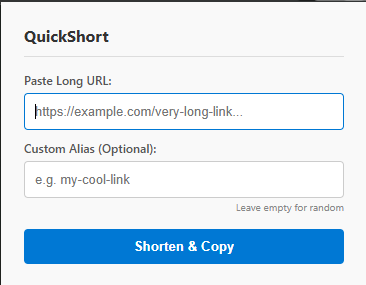 QuickShort
Paste Long URL:
https://example.com/very-long-link...
Custom Alias (Optional):
e.g. my-cool-link
Leave empty for random
Shorten & Copy